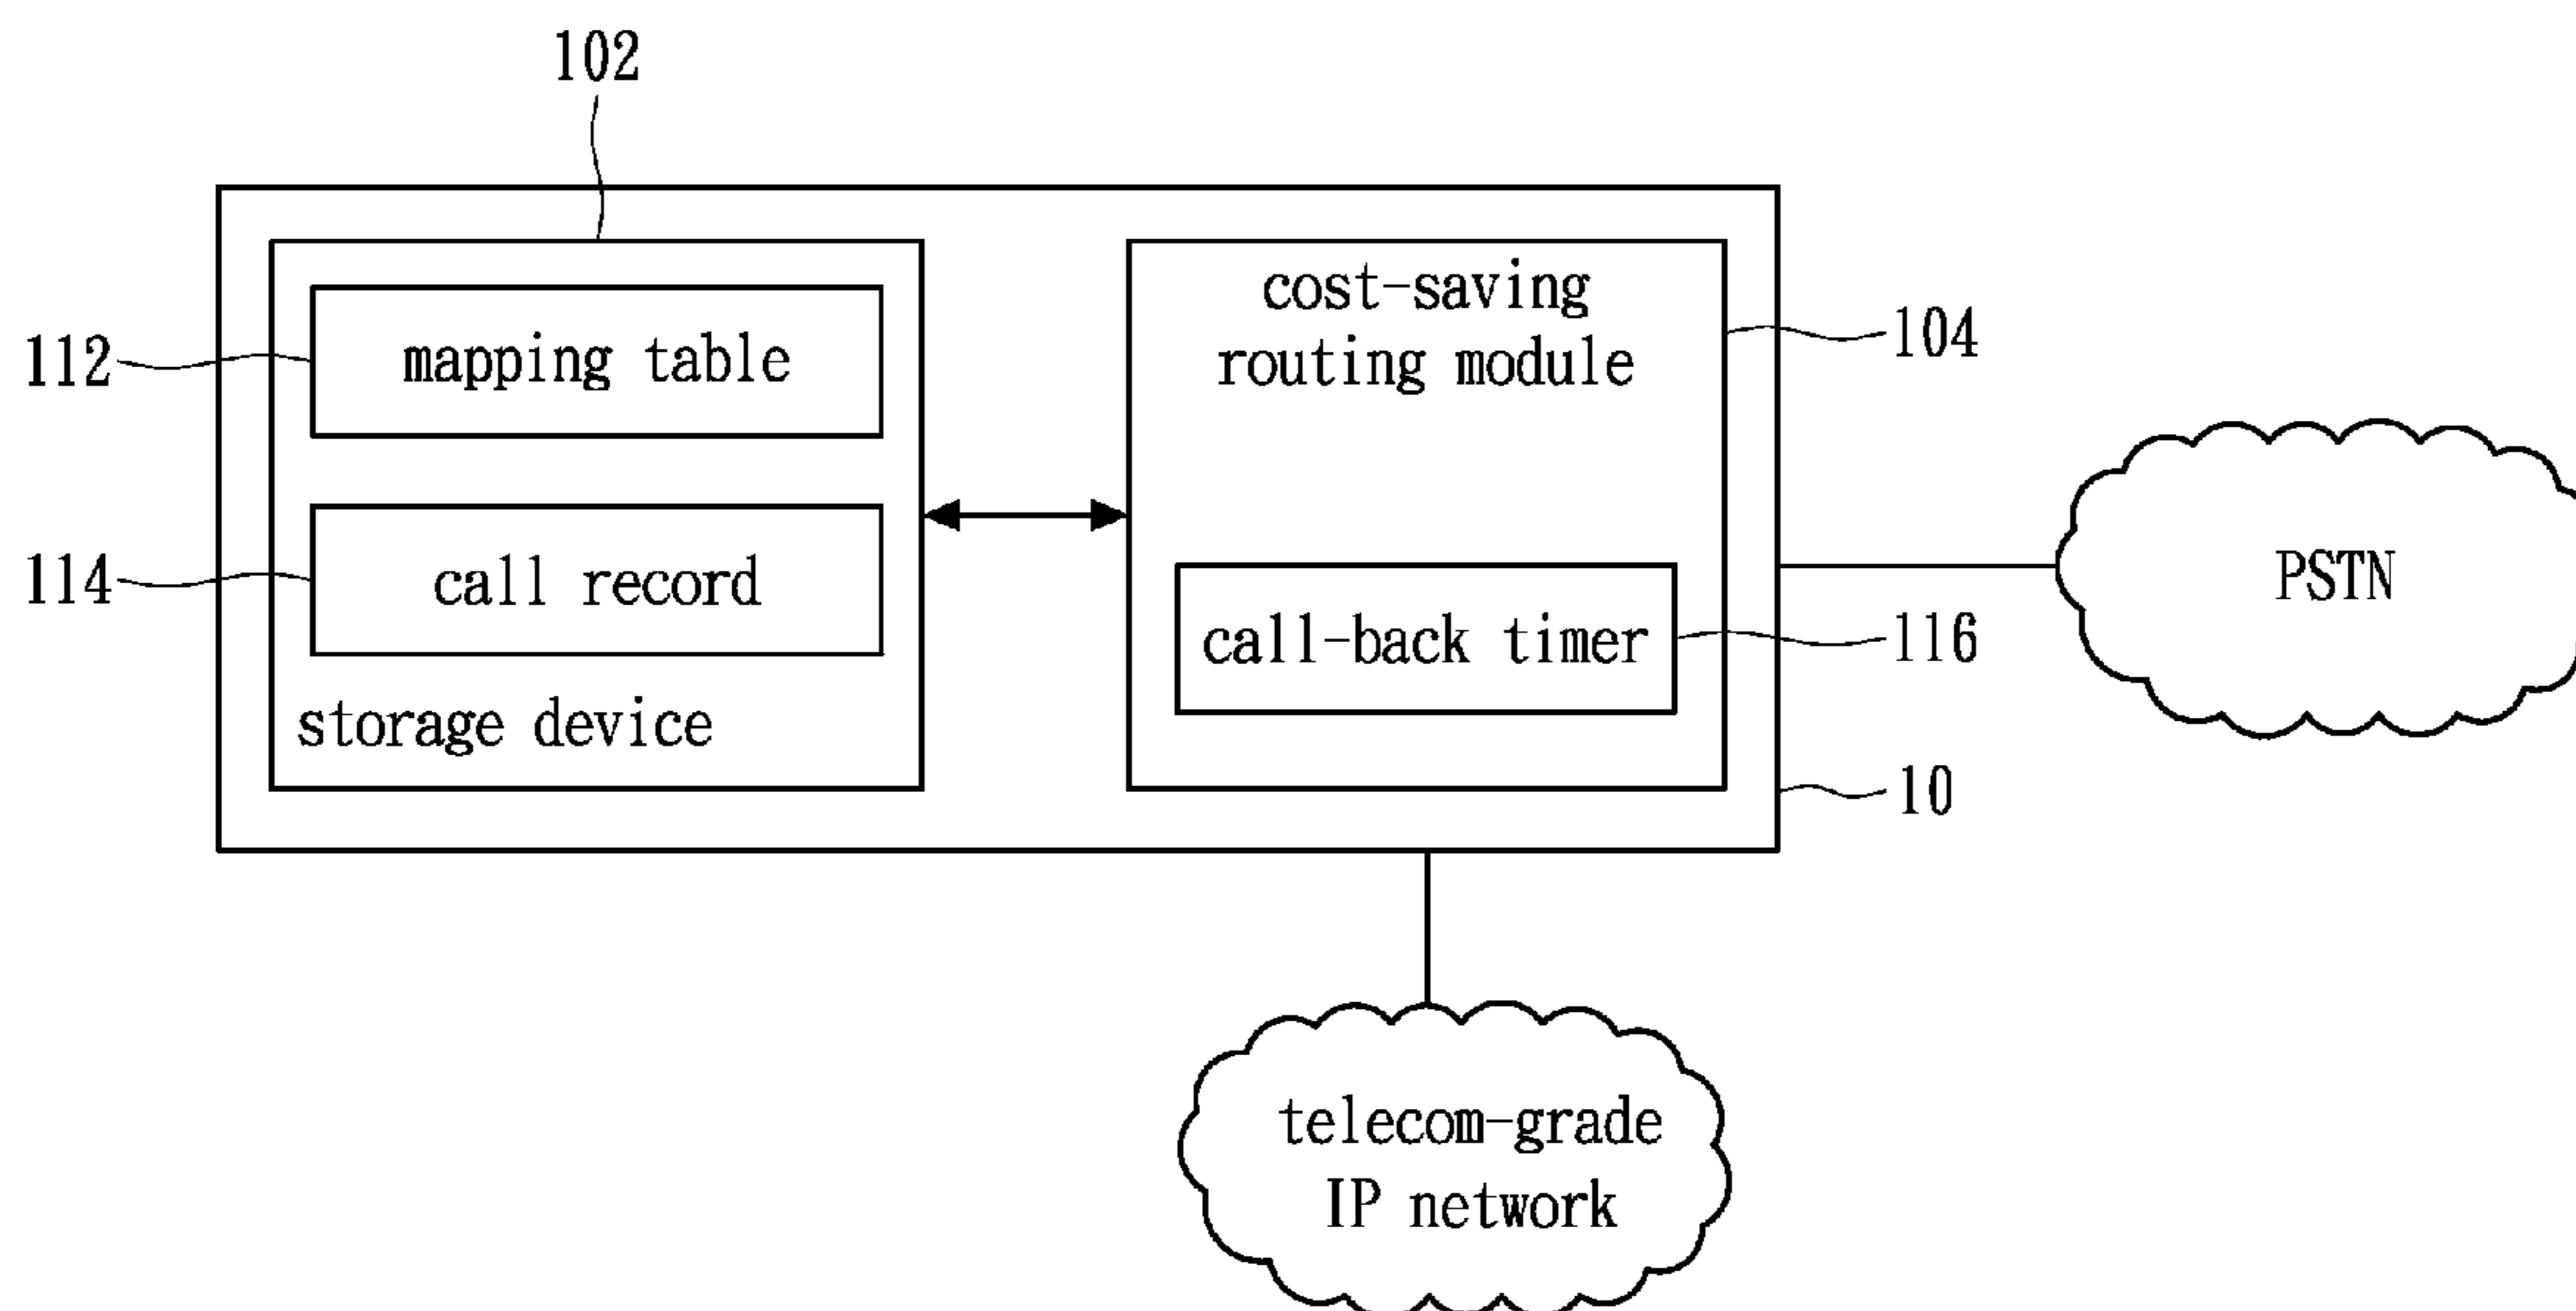 102
cost-saving
routing module
104
112
mapping table
114
call record
call-back timer
116
PSTN
storage device
10
telecom-grade
IP network